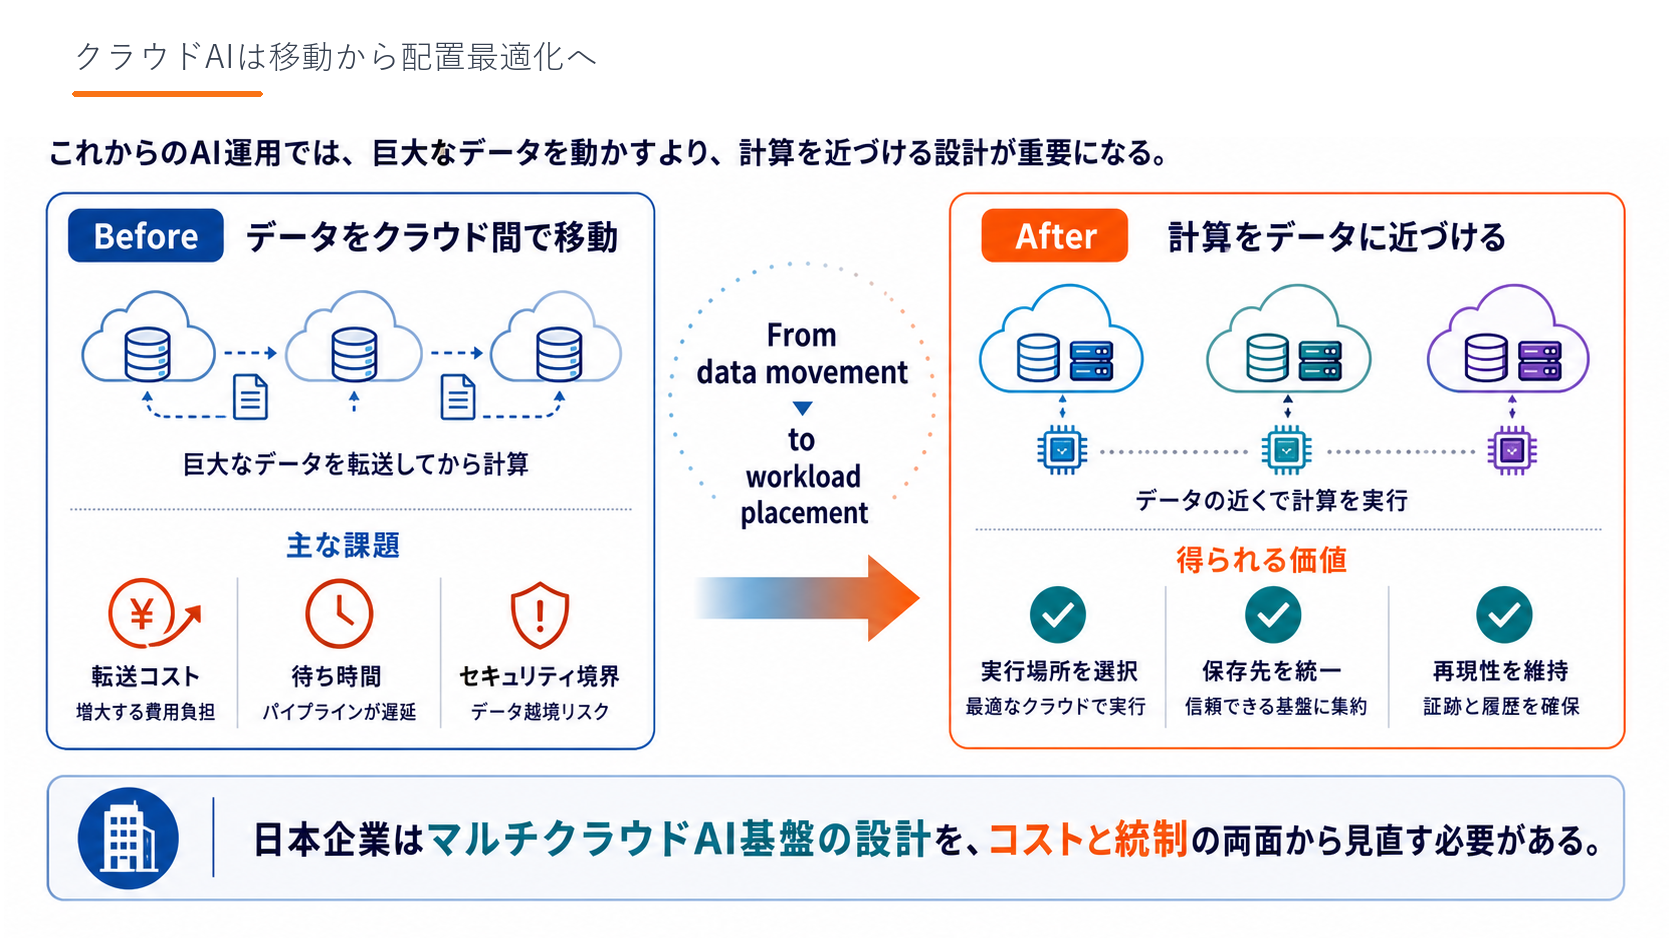 クラウドAIは移動から配置最適化へ
これからのAI運用では、巨大なデータを動かすより、計算を近づける設計が重要になる。
Before データをクラウド間で移動
巨大なデータを転送してから計算
主な課題
¥
転送コスト
増大する費用負担
待ち時間
パイプラインが遅延
セキュリティ境界
データ越境リスク
From
data movement
to
workload
placement
After 計算をデータに近づける
データの近くで計算を実行
得られる価値
実行場所を選択
最適なクラウドで実行
保存先を統一
信頼できる基盤に集約
再現性を維持
証跡と履歴を確保
日本企業はマルチクラウドAI基盤の設計を、コストと統制の両面から見直す必要がある。